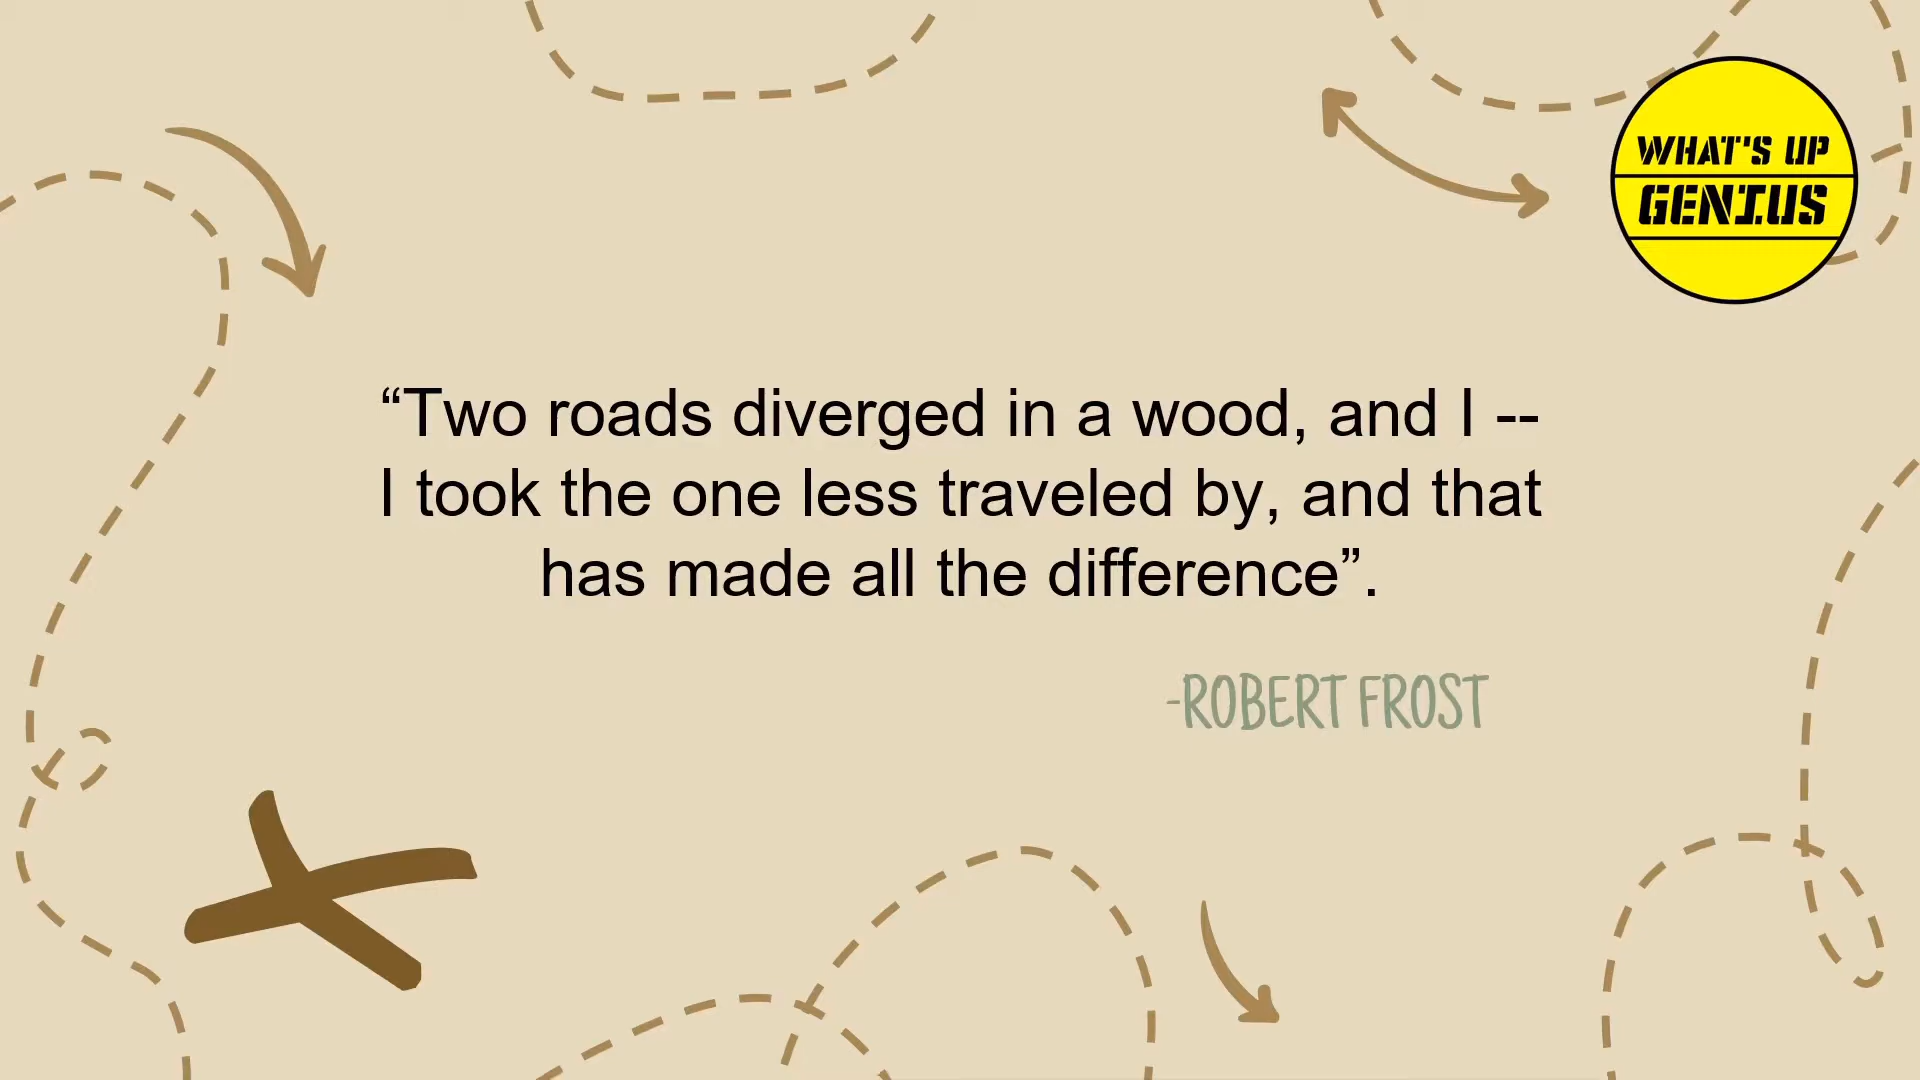 WHAT'S UP
GENIUS
“Two roads diverged in a wood, and I --
I took the one less traveled by, and that
has made all the difference”.
-ROBERT FROST